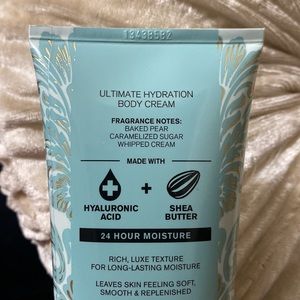 ULTIMATE HYDRATION
BODY CREAM
FRAGRANCE NOTES:
BAKED PEAR
CARAMELIZED SUGAR
WHIPPED CREAM
MADE WITH
HYALURONIC
ACID
+
SHEA
BUTTER
24 HOUR MOISTURE
RICH, LUXE TEXTURE
FOR LONG-LASTING MOISTURE
LEAVES SKIN FEELING SOFT,
SMOOTH & REPLENISHED